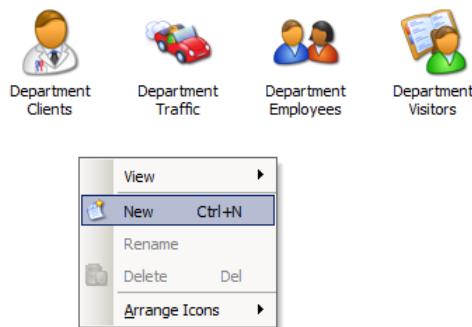 Department Clients
Department Traffic
Department Employees
Department Visitors
View
New Ctrl+N
Rename
Delete Del
Arrange Icons